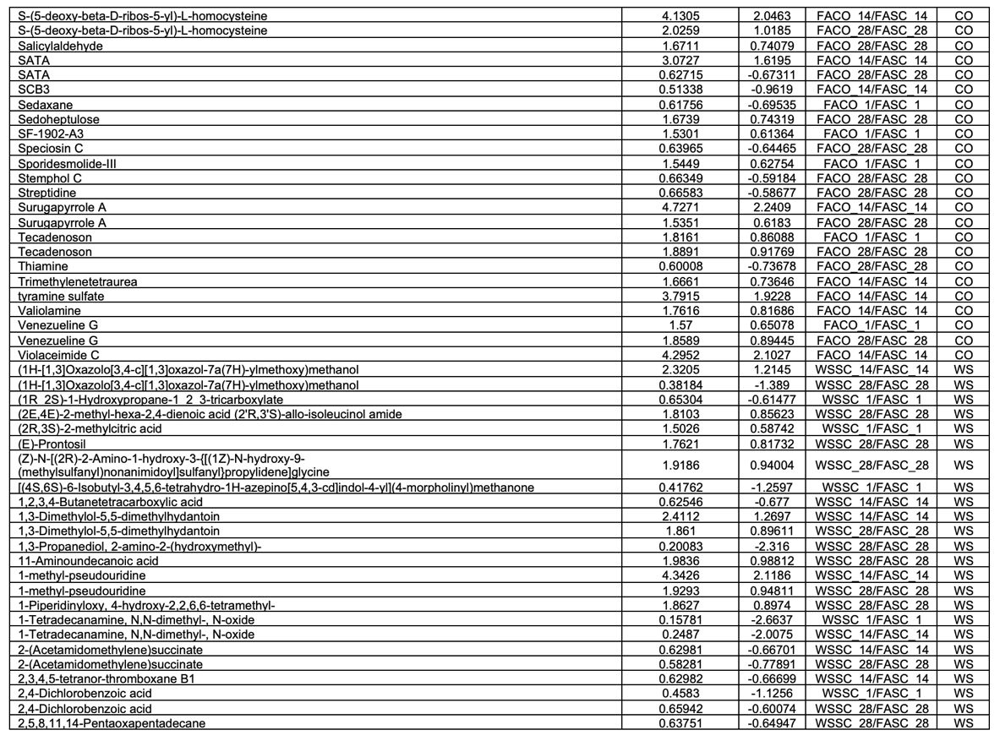 S-(5-deoxy-beta-D-ribos-5-yl)-L-homocysteine 4.1305 2.0463 FACO_14/FASC_14 CO
S-(5-deoxy-beta-D-ribos-5-yl)-L-homocysteine 2.0259 1.0185 FACO_28/FASC_28 CO
Salicylaldehyde 1.6711 0.74079 FACO_28/FASC_28 CO
SATA 3.0727 1.6195 FACO_14/FASC_14 CO
SATA 0.62715 -0.67311 FACO_28/FASC_28 CO
SCB3 0.51338 -0.9619 FACO_14/FASC_14 CO
Sedaxane 0.61756 -0.69535 FACO_1/FASC_1 CO
Sedoheptulose 1.6739 0.74319 FACO_28/FASC_28 CO
SF-1902-A3 1.5301 0.61364 FACO_1/FASC_1 CO
Speciosin C 0.63965 -0.64465 FACO_28/FASC_28 CO
Sporidesmolide-III 1.5449 0.62754 FACO_1/FASC_1 CO
Stemphol C 0.66349 -0.59184 FACO_28/FASC_28 CO
Streptidine 0.66583 -0.58677 FACO_28/FASC_28 CO
Surugapyrrole A 4.7271 2.2409 FACO_14/FASC_14 CO
Surugapyrrole A 1.5351 0.6183 FACO_28/FASC_28 CO
Tecadenoson 1.8161 0.86088 FACO_1/FASC_1 CO
Tecadenoson 1.8891 0.91769 FACO_28/FASC_28 CO
Thiamine 0.60008 -0.73678 FACO_28/FASC_28 CO
Trimethylenetetraurea 1.6661 0.73646 FACO_14/FASC_14 CO
tyramine sulfate 3.7915 1.9228 FACO_14/FASC_14 CO
Valiolamine 1.7616 0.81686 FACO_14/FASC_14 CO
Venezueline G 1.57 0.65078 FACO_1/FASC_1 CO
Venezueline G 1.8589 0.89445 FACO_28/FASC_28 CO
Violaceimide C 4.2952 2.1027 FACO_14/FASC_14 CO
(1H-[1,3]Oxazolo[3,4-c][1,3]oxazol-7a(7H)-ylmethoxy)methanol 2.3205 1.2145 WSSC_14/FASC_14 WS
(1H-[1,3]Oxazolo[3,4-c][1,3]oxazol-7a(7H)-ylmethoxy)methanol 0.38184 -1.389 WSSC_28/FASC_28 WS
(1R_2S)-1-Hydroxypropane-1_2_3-tricarboxylate 0.65304 -0.61477 WSSC_1/FASC_1 WS
(2E,4E)-2-methyl-hexa-2,4-dienoic acid (2'R,3'S)-allo-isoleucinol amide 1.8103 0.85623 WSSC_28/FASC_28 WS
(2R,3S)-2-methylcitric acid 1.5026 0.58742 WSSC_1/FASC_1 WS
(E)-Prontosil 1.7621 0.81732 WSSC_28/FASC_28 WS
(Z)-N-[(2R)-2-Amino-1-hydroxy-3-{[(1Z)-N-hydroxy-9-
(methylsulfanyl)nonanimidoyl]sulfanyl}propylidene]glycine 1.9186 0.94004 WSSC_28/FASC_28 WS
[(4S,6S)-6-Isobutyl-3,4,5,6-tetrahydro-1H-azepino[5,4,3-cd]indol-4-yl](4-morpholinyl)methanone 0.41762 -1.2597 WSSC_1/FASC_1 WS
1,2,3,4-Butanetetracarboxylic acid 0.62546 -0.677 WSSC_14/FASC_14 WS
1,3-Dimethylol-5,5-dimethylhydantoin 2.4112 1.2697 WSSC_14/FASC_14 WS
1,3-Dimethylol-5,5-dimethylhydantoin 1.861 0.89611 WSSC_28/FASC_28 WS
1,3-Propanediol, 2-amino-2-(hydroxymethyl)- 0.20083 -2.316 WSSC_28/FASC_28 WS
11-Aminoundecanoic acid 1.9836 0.98812 WSSC_28/FASC_28 WS
1-methyl-pseudouridine 4.3426 2.1186 WSSC_14/FASC_14 WS
1-methyl-pseudouridine 1.9293 0.94811 WSSC_28/FASC_28 WS
1-Piperidinyloxy, 4-hydroxy-2,2,6,6-tetramethyl- 1.8627 0.8974 WSSC_28/FASC_28 WS
1-Tetradecanamine, N,N-dimethyl-, N-oxide 0.15781 -2.6637 WSSC_1/FASC_1 WS
1-Tetradecanamine, N,N-dimethyl-, N-oxide 0.2487 -2.0075 WSSC_14/FASC_14 WS
2-(Acetamidomethylene)succinate 0.62981 -0.66701 WSSC_14/FASC_14 WS
2-(Acetamidomethylene)succinate 0.58281 -0.77891 WSSC_28/FASC_28 WS
2,3,4,5-tetranor-thromboxane B1 0.62982 -0.66699 WSSC_14/FASC_14 WS
2,4-Dichlorobenzoic acid 0.4583 -1.1256 WSSC_1/FASC_1 WS
2,4-Dichlorobenzoic acid 0.65942 -0.60074 WSSC_28/FASC_28 WS
2,5,8,11,14-Pentaoxapentadecane 0.63751 -0.64947 WSSC_28/FASC_28 WS